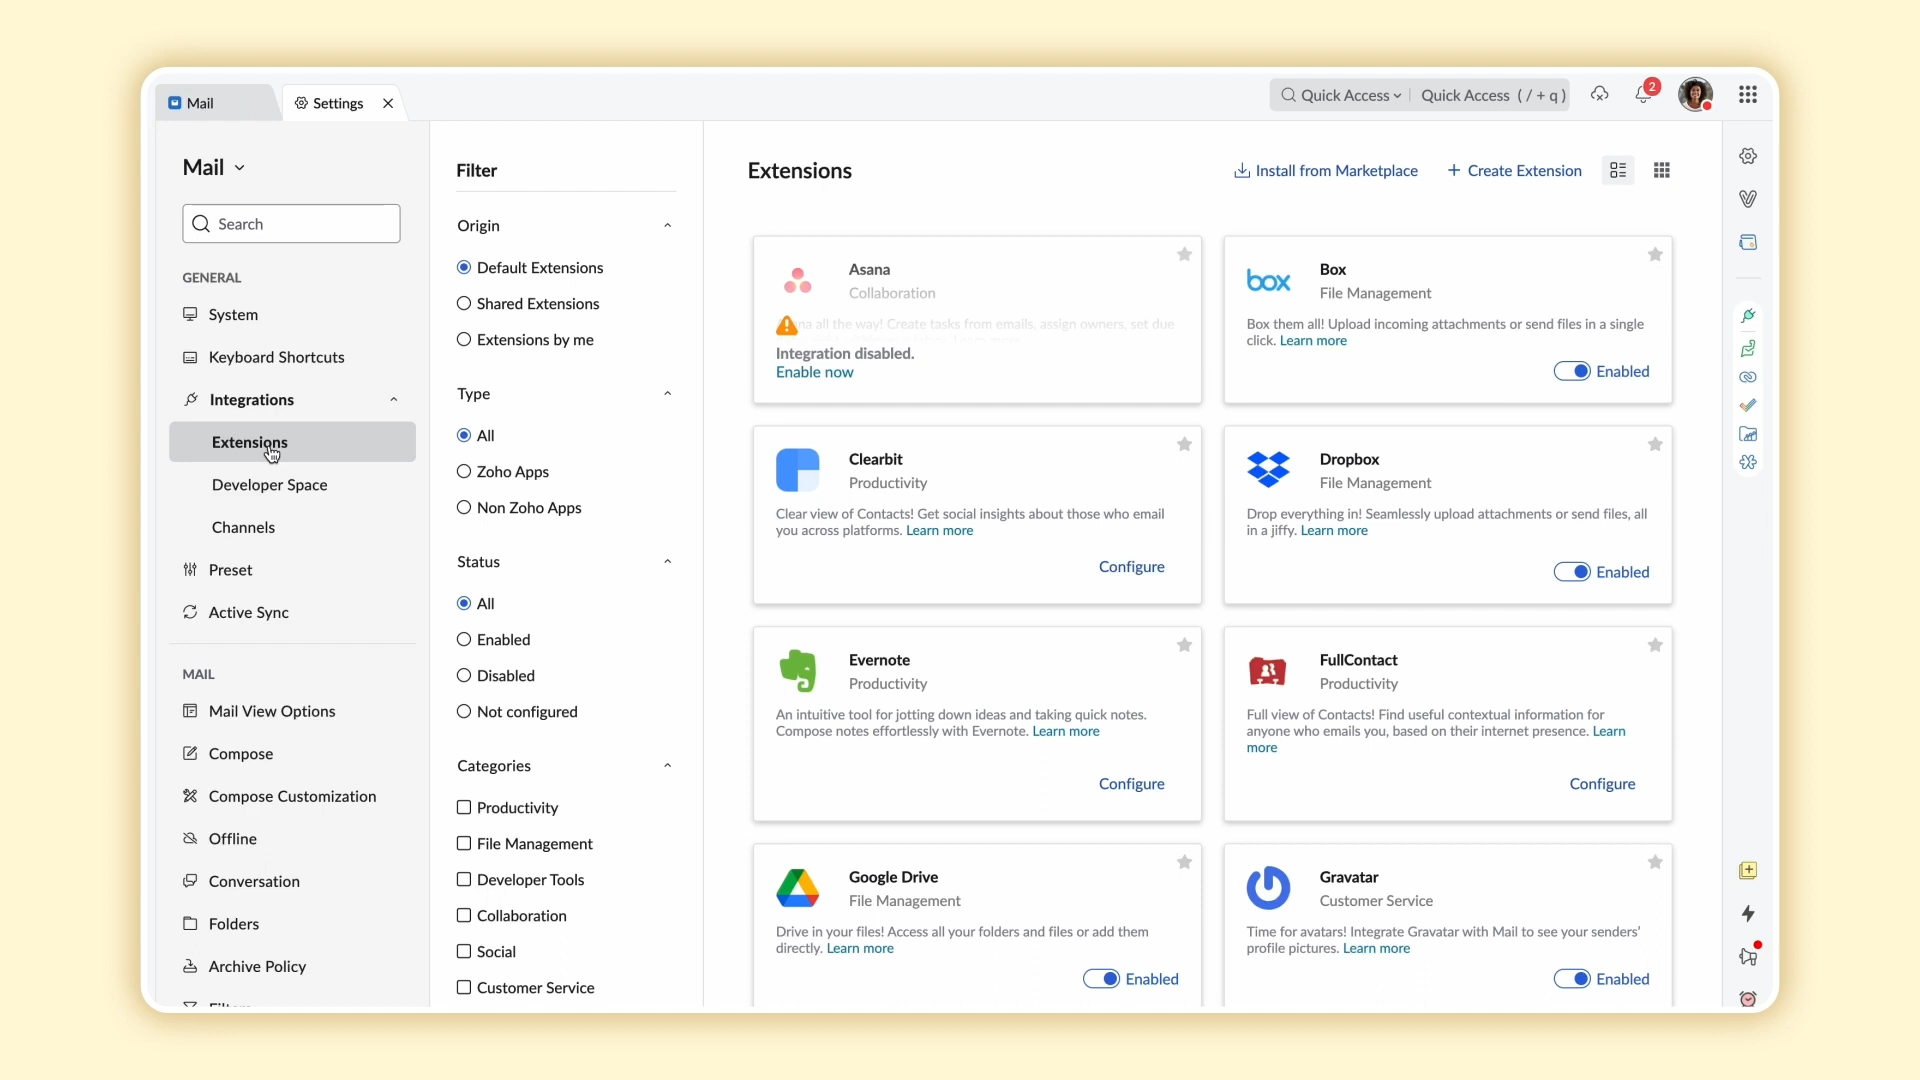 Mail
Settings
Quick Access
Quick Access ( / + q )
2
Mail
Search
GENERAL
System
Keyboard Shortcuts
Integrations
Extensions
Developer Space
Channels
Preset
Active Sync
MAIL
Mail View Options
Compose
Compose Customization
Offline
Conversation
Folders
Archive Policy
Filter
Origin
Default Extensions
Shared Extensions
Extensions by me
Type
All
Zoho Apps
Non Zoho Apps
Status
All
Enabled
Disabled
Not configured
Categories
Productivity
File Management
Developer Tools
Collaboration
Social
Customer Service
Extensions
Install from Marketplace
+ Create Extension
Asana
Collaboration
all the way! Create tasks from emails, assign owners, set due
Integration disabled.
Enable now
box
Box
File Management
Box them all! Upload incoming attachments or send files in a single
click. Learn more
Enabled
Clearbit
Productivity
Clear view of Contacts! Get social insights about those who email
you across platforms. Learn more
Configure
Dropbox
File Management
Drop everything in! Seamlessly upload attachments or send files, all
in a jiffy. Learn more
Enabled
Evernote
Productivity
An intuitive tool for jotting down ideas and taking quick notes.
Compose notes effortlessly with Evernote. Learn more
Configure
FullContact
Productivity
Full view of Contacts! Find useful contextual information for
anyone who emails you, based on their internet presence. Learn
more
Configure
Google Drive
File Management
Drive in your files! Access all your folders and files or add them
directly. Learn more
Enabled
Gravatar
Customer Service
Time for avatars! Integrate Gravatar with Mail to see your senders'
profile pictures. Learn more
Enabled